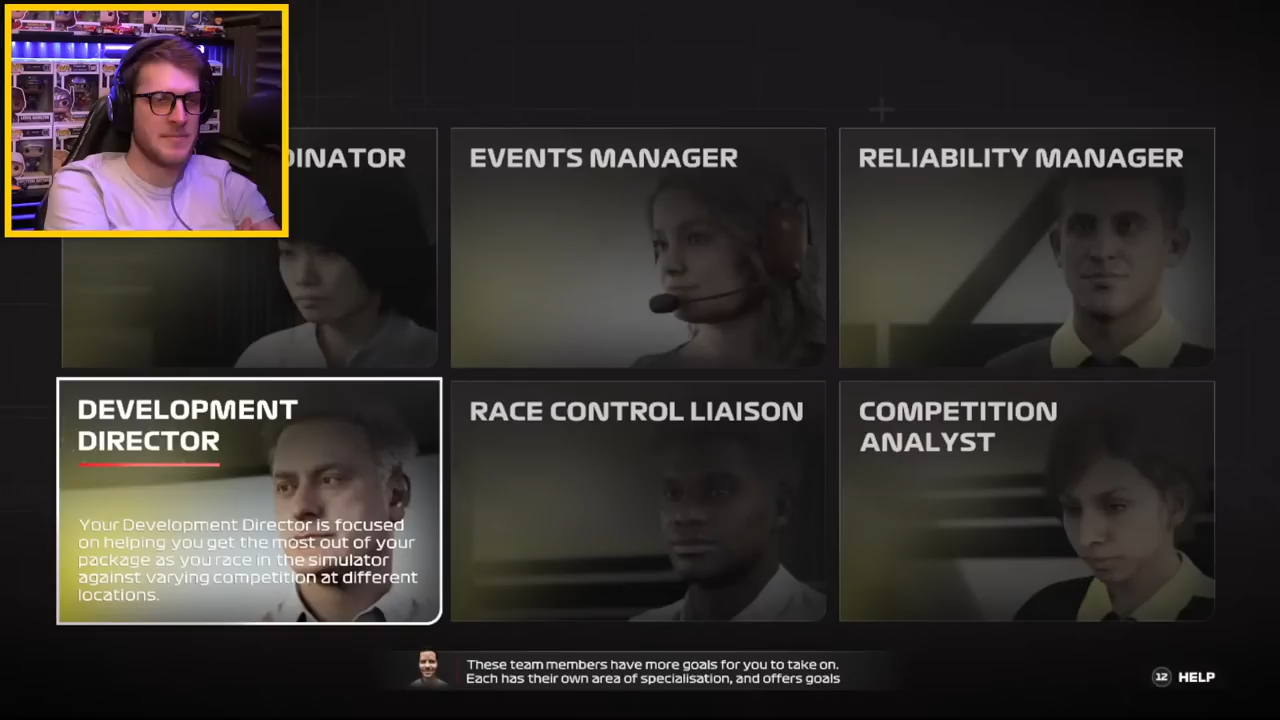 DINATOR
EVENTS MANAGER
RELIABILITY MANAGER
DEVELOPMENT
DIRECTOR
Your Development Director is focused
on helping you get the most out of your
package as you race in the simulator
against varying competition at different
locations.
RACE CONTROL LIAISON
COMPETITION
ANALYST
These team members have more goals for you to take on.
Each has their own area of specialisation, and offers goals
12 HELP